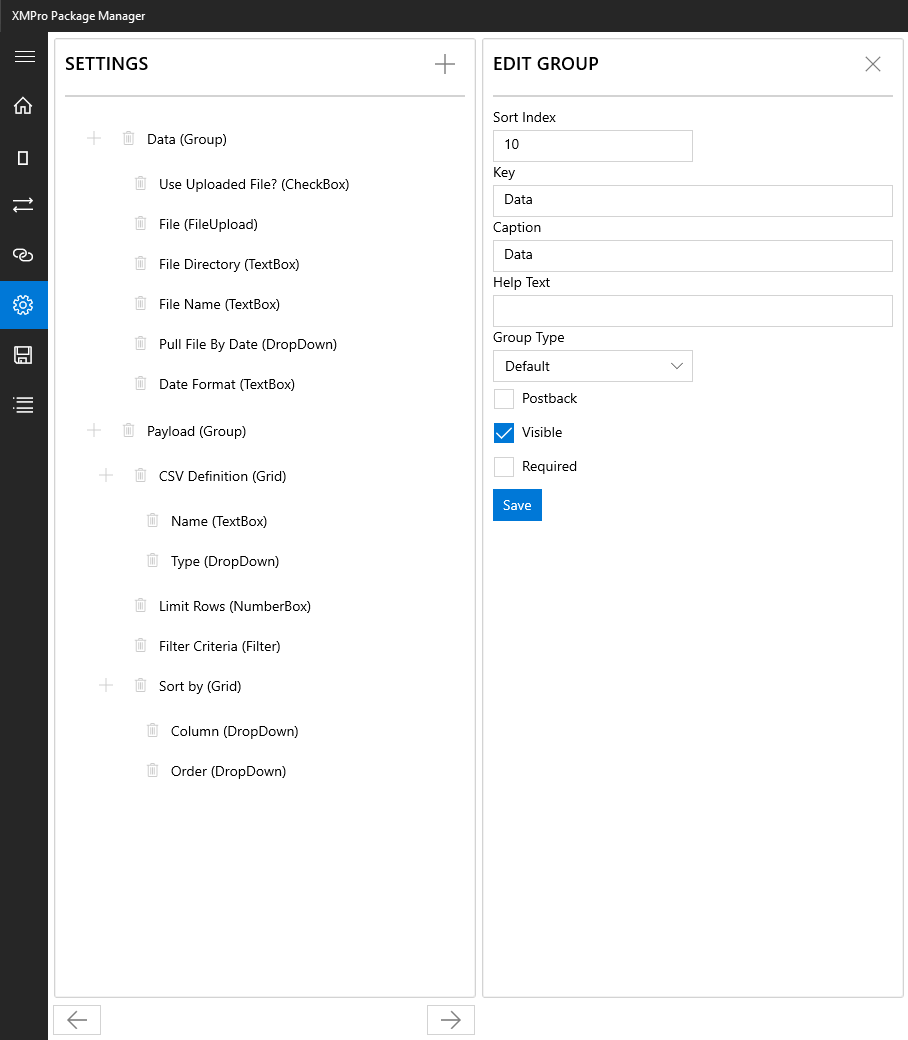 XMPro Package Manager
SETTINGS
Data (Group)
Use Uploaded File? (CheckBox)
File (FileUpload)
File Directory (TextBox)
File Name (TextBox)
Pull File By Date (DropDown)
Date Format (TextBox)
Payload (Group)
CSV Definition (Grid)
Name (TextBox)
Type (DropDown)
Limit Rows (NumberBox)
Filter Criteria (Filter)
Sort by (Grid)
Column (DropDown)
Order (DropDown)
EDIT GROUP
Sort Index
10
Key
Data
Caption
Data
Help Text
Group Type
Default
Postback
Visible
Required
Save